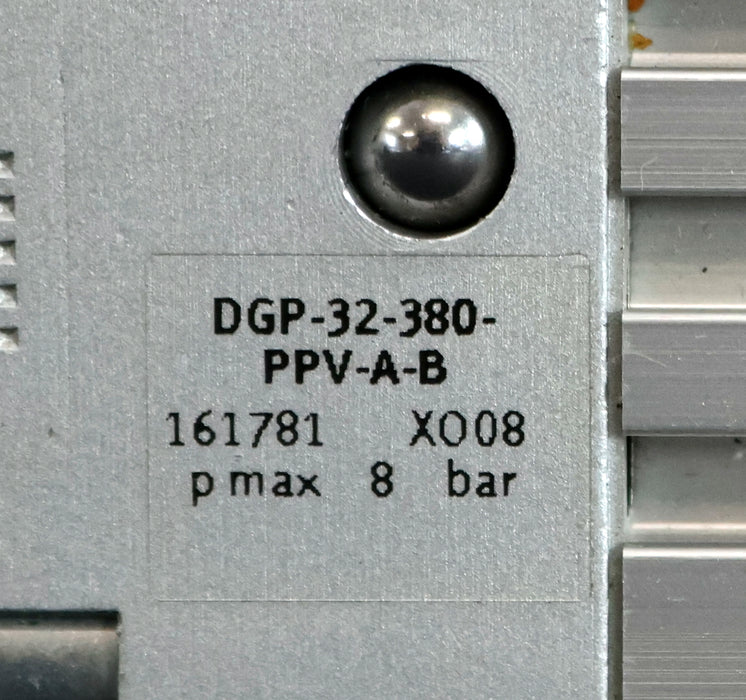 DGP-32-380-
PPV-A-B
161781 XO08
p max 8 bar